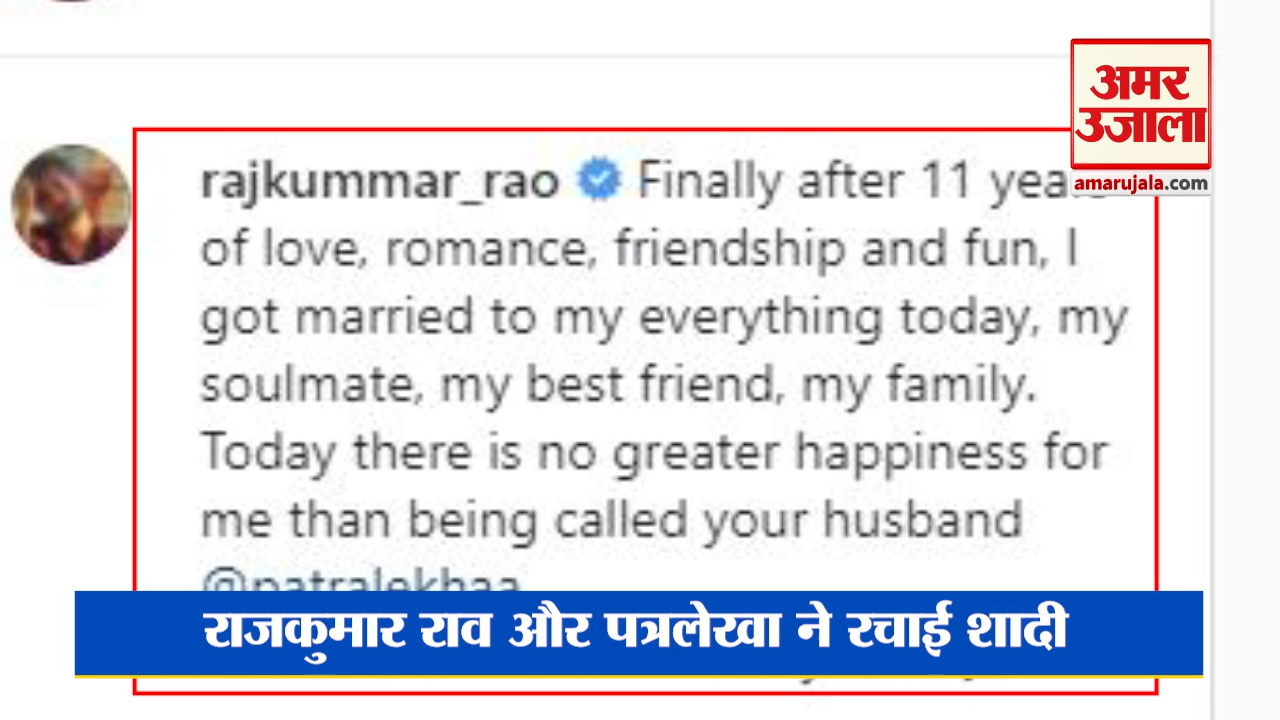 अमर
उजाला
amarujala.com
rajkummar_rao Finally after 11
of love, romance, friendship and fun, I
got married to my everything today, my
soulmate, my best friend, my family.
Today there is no greater happiness for
me than being called your husband
@patralekhaa
राजकुमार राव और पत्रलेखा ने रचाई शादी